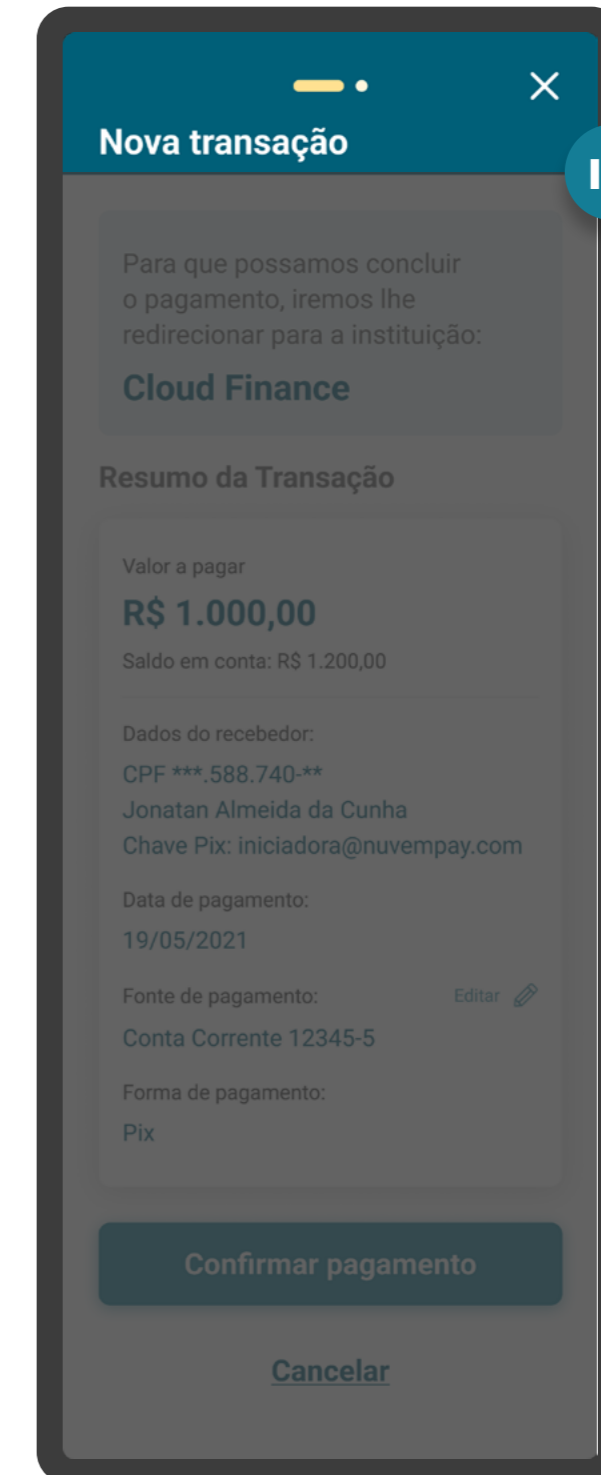 Nova transação
Para que possamos concluir
o pagamento, iremos lhe
redirecionar para a instituição:
Cloud Finance
Resumo da Transação
Valor a pagar
R$ 1.000,00
Saldo em conta: R$ 1.200,00
Dados do recebedor:
CPF ***.588.740-**
Jonatan Almeida da Cunha
Chave Pix: iniciadora@nuvempay.com
Data de pagamento:
19/05/2021
Fonte de pagamento:
Editar
Conta Corrente 12345-5
Forma de pagamento:
Pix
Confirmar pagamento
Cancelar